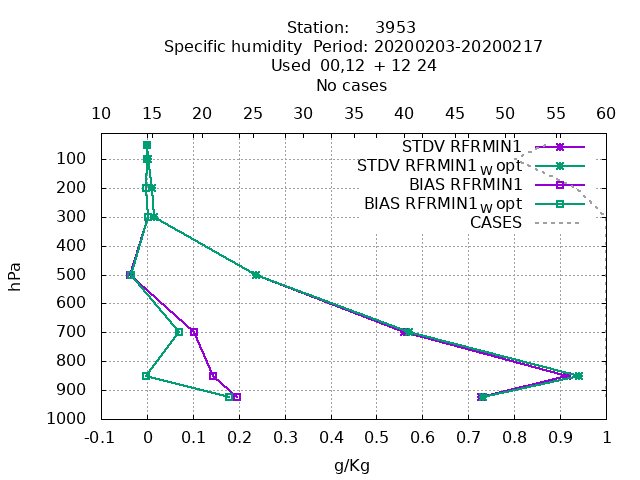 Station: 3953
Specific humidity Period: 20200203-20200217
Used 00,12 + 12 24
No cases
10 15 20 25 30 35 40 45 50 55 60
STDV RFRMIN1
STDV RFRMIN1w opt
BIAS RFRMIN1
BIAS RFRMIN1w opt
CASES
hPa
100
200
300
400
500
600
700
800
900
1000
-0.1 0 0.1 0.2 0.3 0.4 0.5 0.6 0.7 0.8 0.9 1
g/Kg